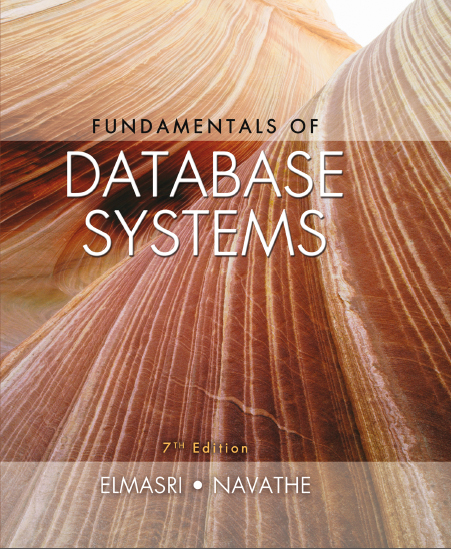 FUNDAMENTALS OF
DATABASE
SYSTEMS
7TH Edition
ELMASRI • NAVATHE